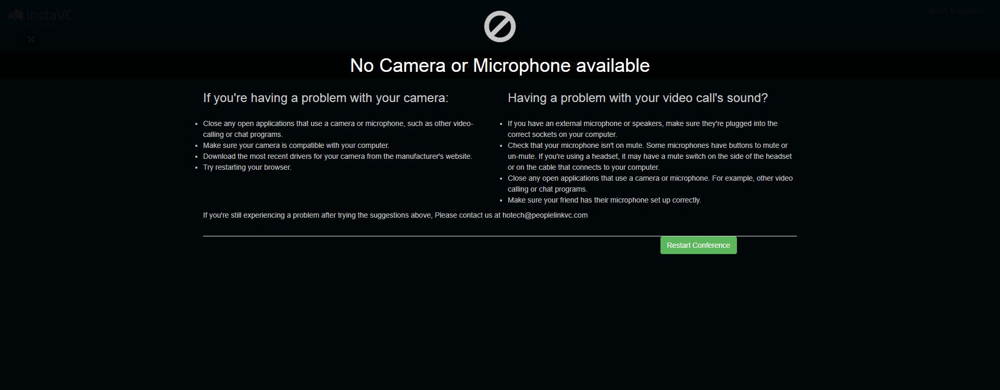 instaVC
Sumit Srivastava
No Camera or Microphone available
If you're having a problem with your camera:
Close any open applications that use a camera or microphone, such as other video-
calling or chat programs.
Make sure your camera is compatible with your computer.
Download the most recent drivers for your camera from the manufacturer's website.
Try restarting your browser.
Having a problem with your video call's sound?
If you have an external microphone or speakers, make sure they're plugged into the
correct sockets on your computer.
Check that your microphone isn't on mute. Some microphones have buttons to mute or
un-mute. If you're using a headset, it may have a mute switch on the side of the headset
or on the cable that connects to your computer.
Close any open applications that use a camera or microphone. For example, other video
calling or chat programs.
Make sure your friend has their microphone set up correctly.
If you're still experiencing a problem after trying the suggestions above, Please contact us at hotech@peoplelinkvc.com
Restart Conference